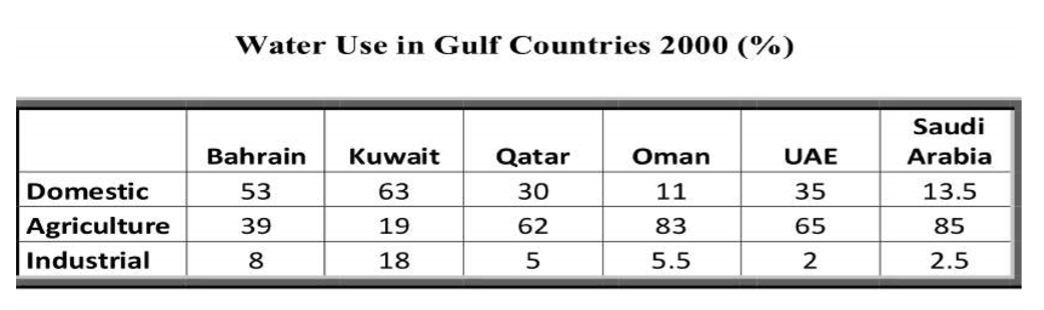 Water Use in Gulf Countries 2000 (%)
Bahrain Kuwait Qatar Oman UAE Saudi Arabia
Domestic 53 63 30 11 35 13.5
Agriculture 39 19 62 83 65 85
Industrial 8 18 5 5.5 2 2.5